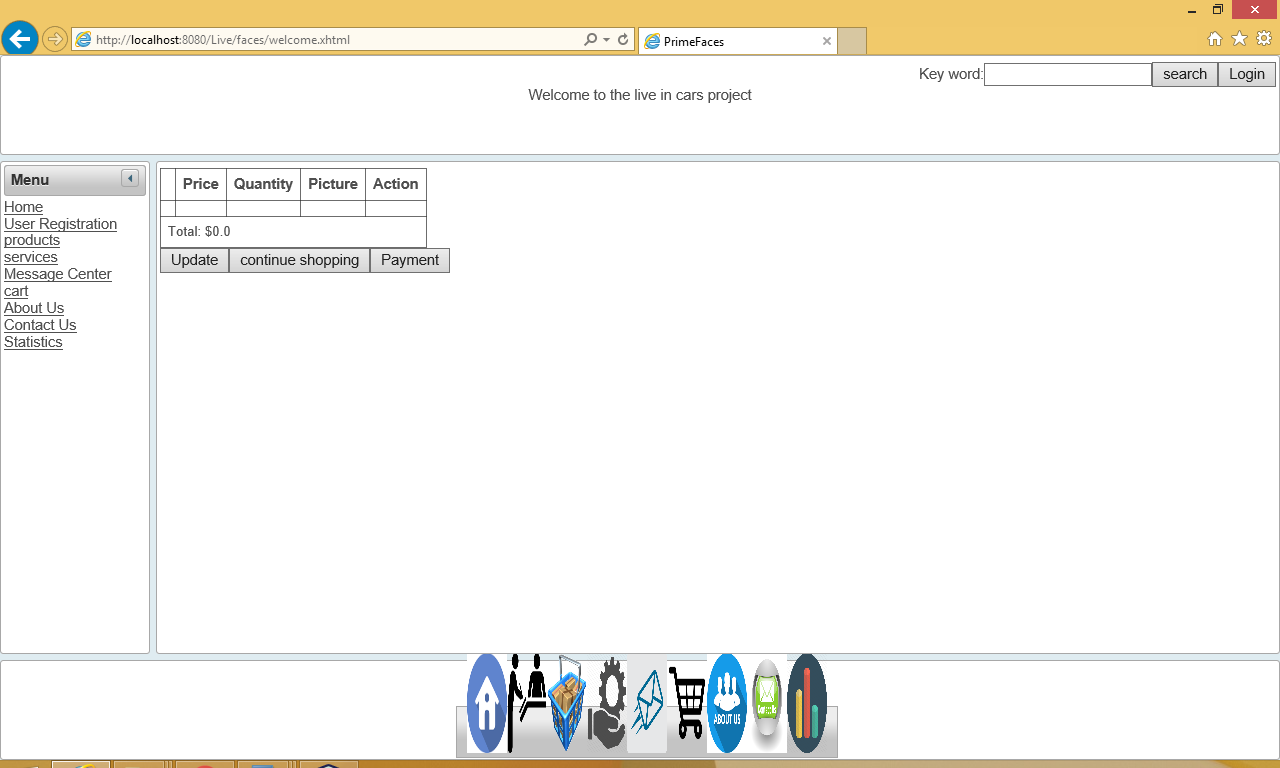 http://localhost:8080/Live/faces/welcome.xhtml
PrimeFaces
Key word:
search
Login
Welcome to the live in cars project
Menu
Home
User Registration
products
services
Message Center
cart
About Us
Contact Us
Statistics
Price Quantity Picture Action
Total: $0.0
Update continue shopping Payment
ABOUT US
Contact Us